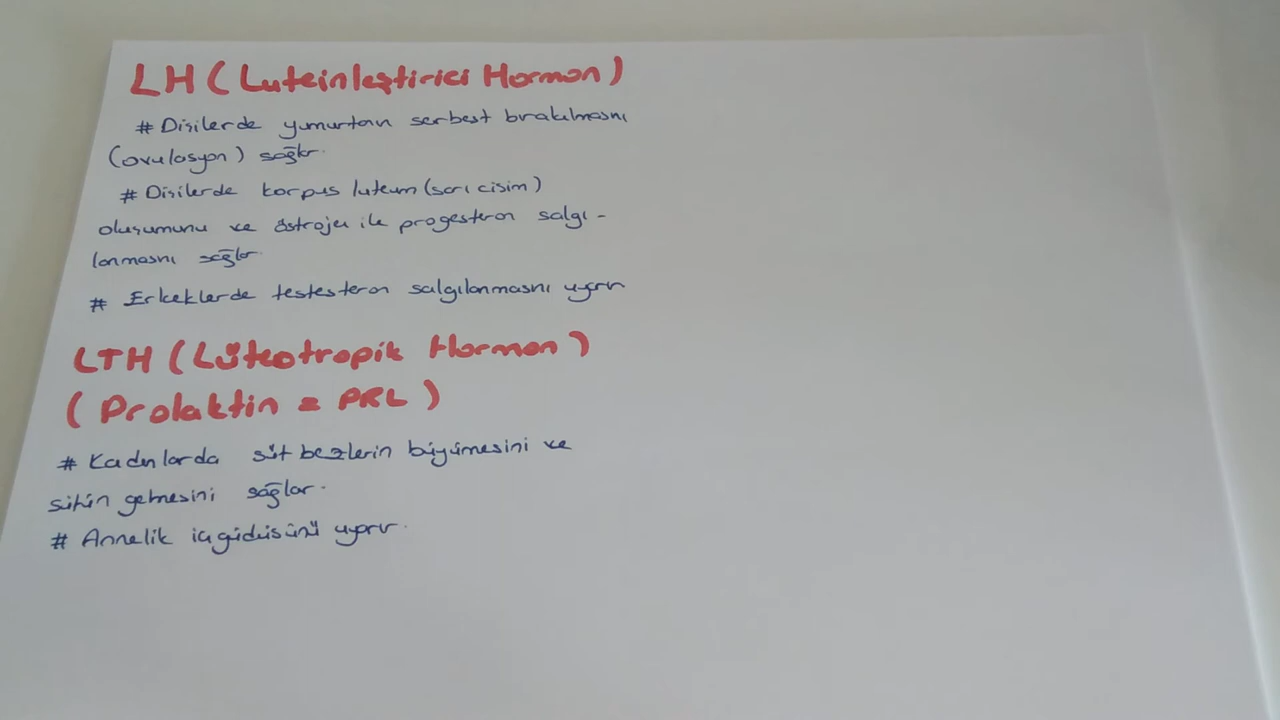 LH (Luteinleştirici Hormon)
# Dişilerde yumurtanın serbest bırakılmasını
(ovulasyon) sağlar.
# Dişilerde korpus luteum (sarı cisim)
oluşumunu ve östrojen ile progesteron salgı-
lanmasını sağlar.
# Erkeklerde testesteron salgılanmasını uyarır
LTH (Lüteotropik Hormon)
(Prolaktin = PRL)
# Kadınlarda süt bezlerin büyümesini ve
sütün gelmesini sağlar.
# Annelik içgüdüsünü uyarır.